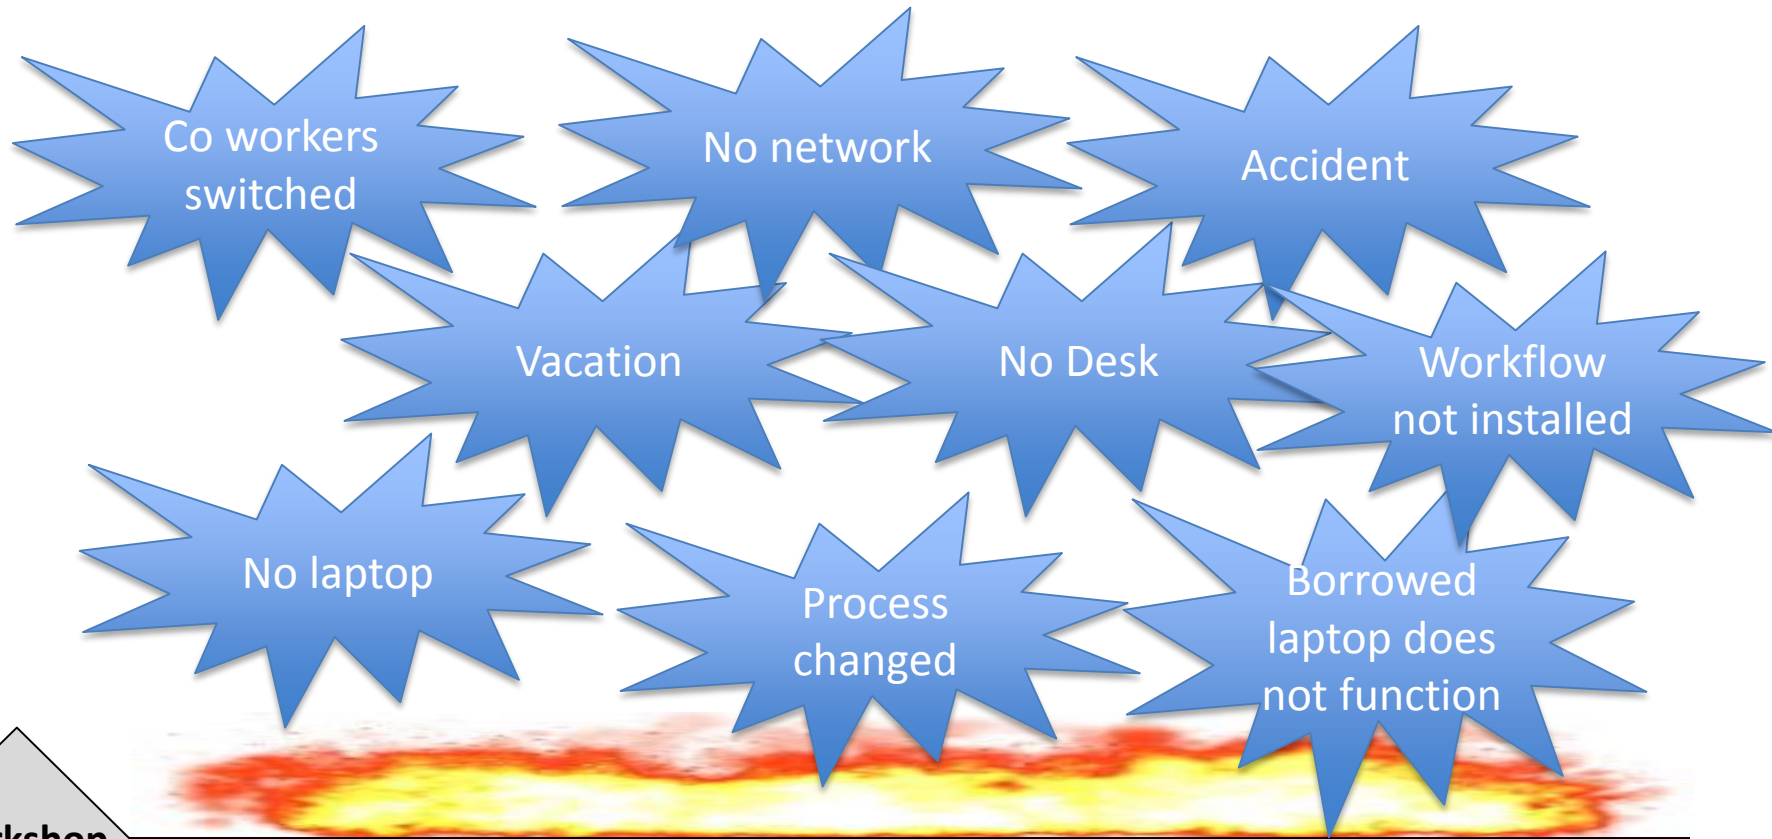 Co workers
switched
No network
Accident
Vacation
No Desk
Workflow
not installed
No laptop
Process
changed
Borrowed
laptop does
not function